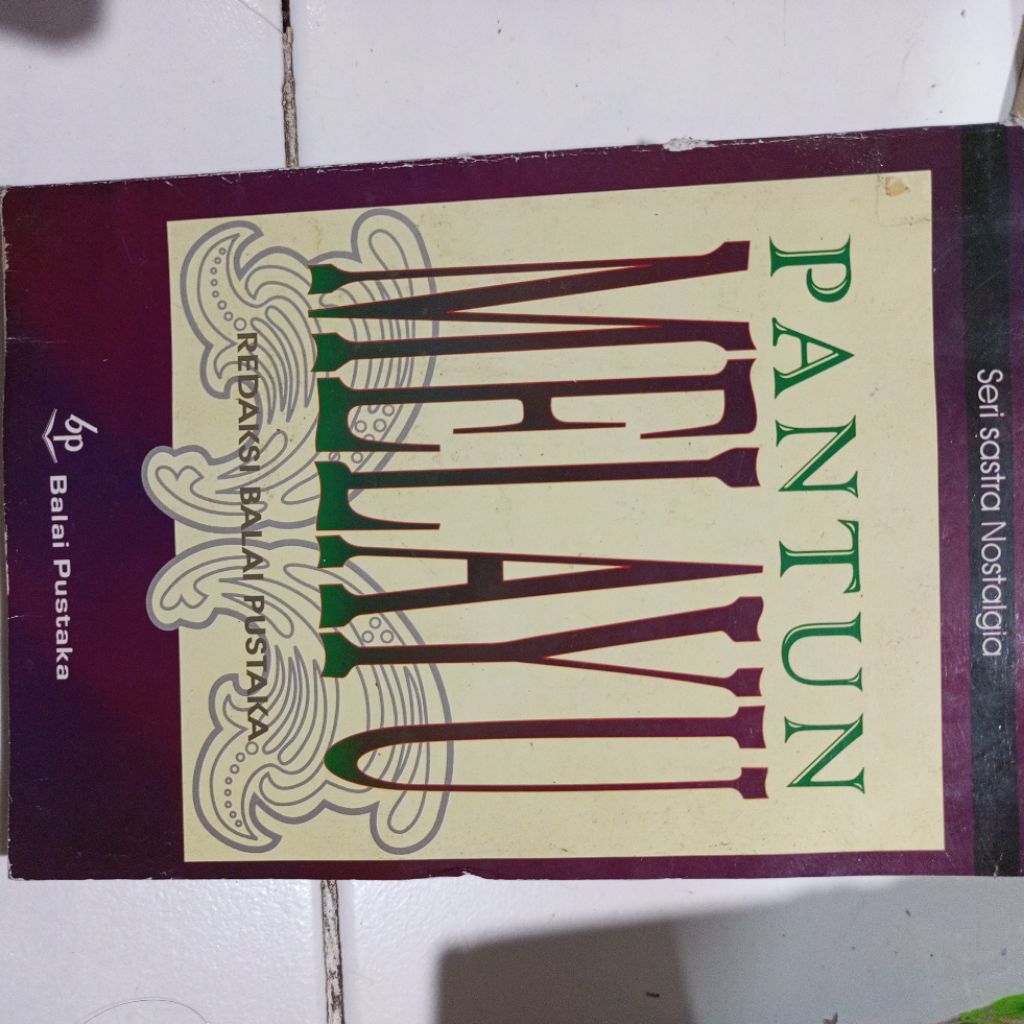 Seri sastra Nostalgia
PANTUN
MELAYU
REDAKSI BALAI PUSTAKA
bp Balai Pustaka